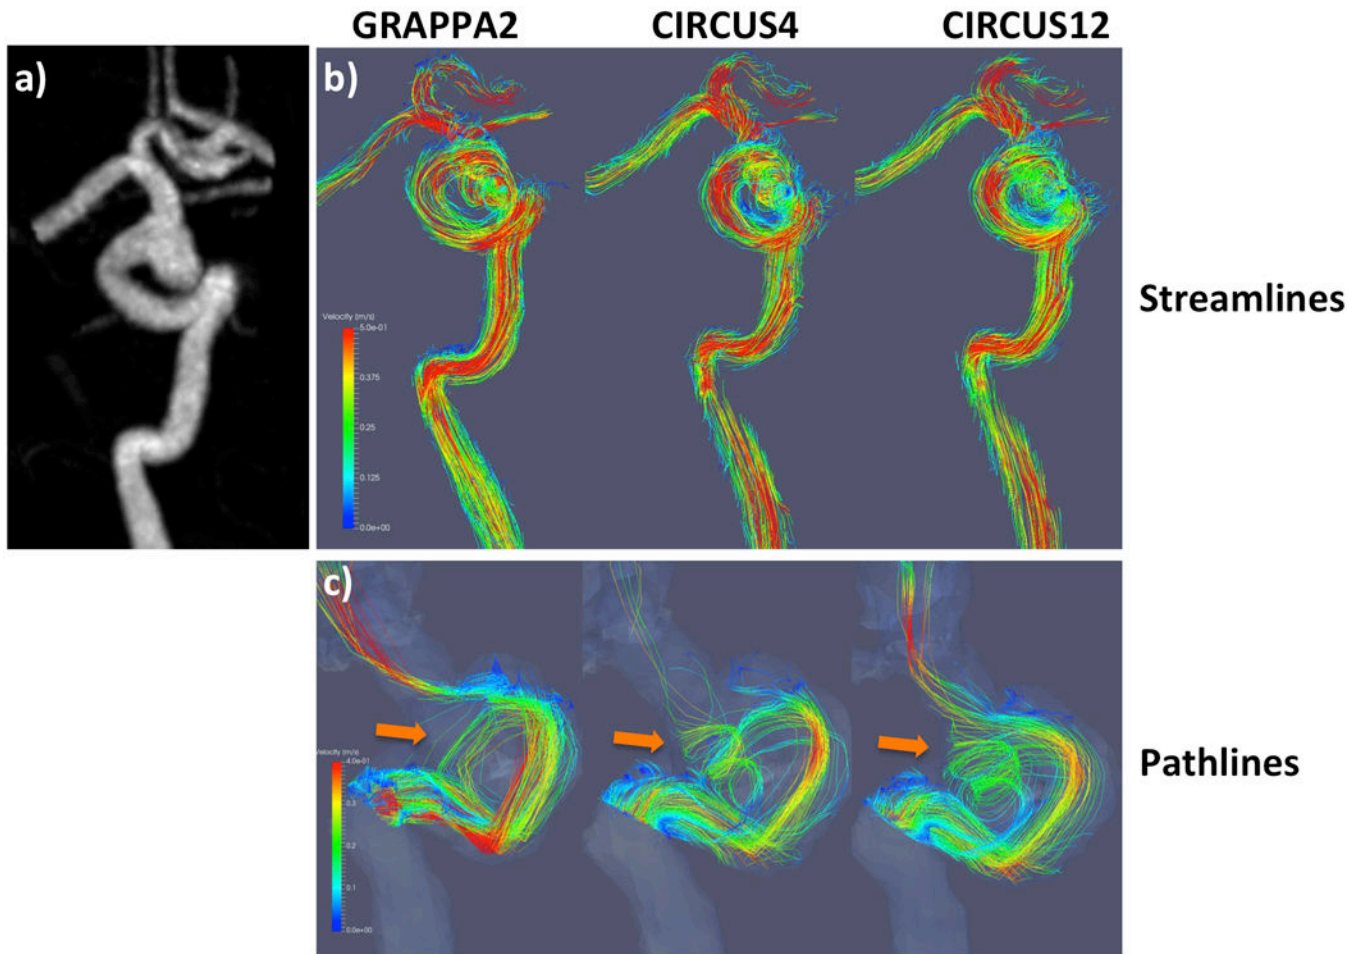 GRAPPA2 CIRCUS4 CIRCUS12
a)
b)
Streamlines
Velocity (m/s)
5.0e-01
0.375
0.25
0.125
0.0e+00
c)
Pathlines
Velocity (m/s)
4.0e-01
0.3
0.2
0.1
0.0e+00